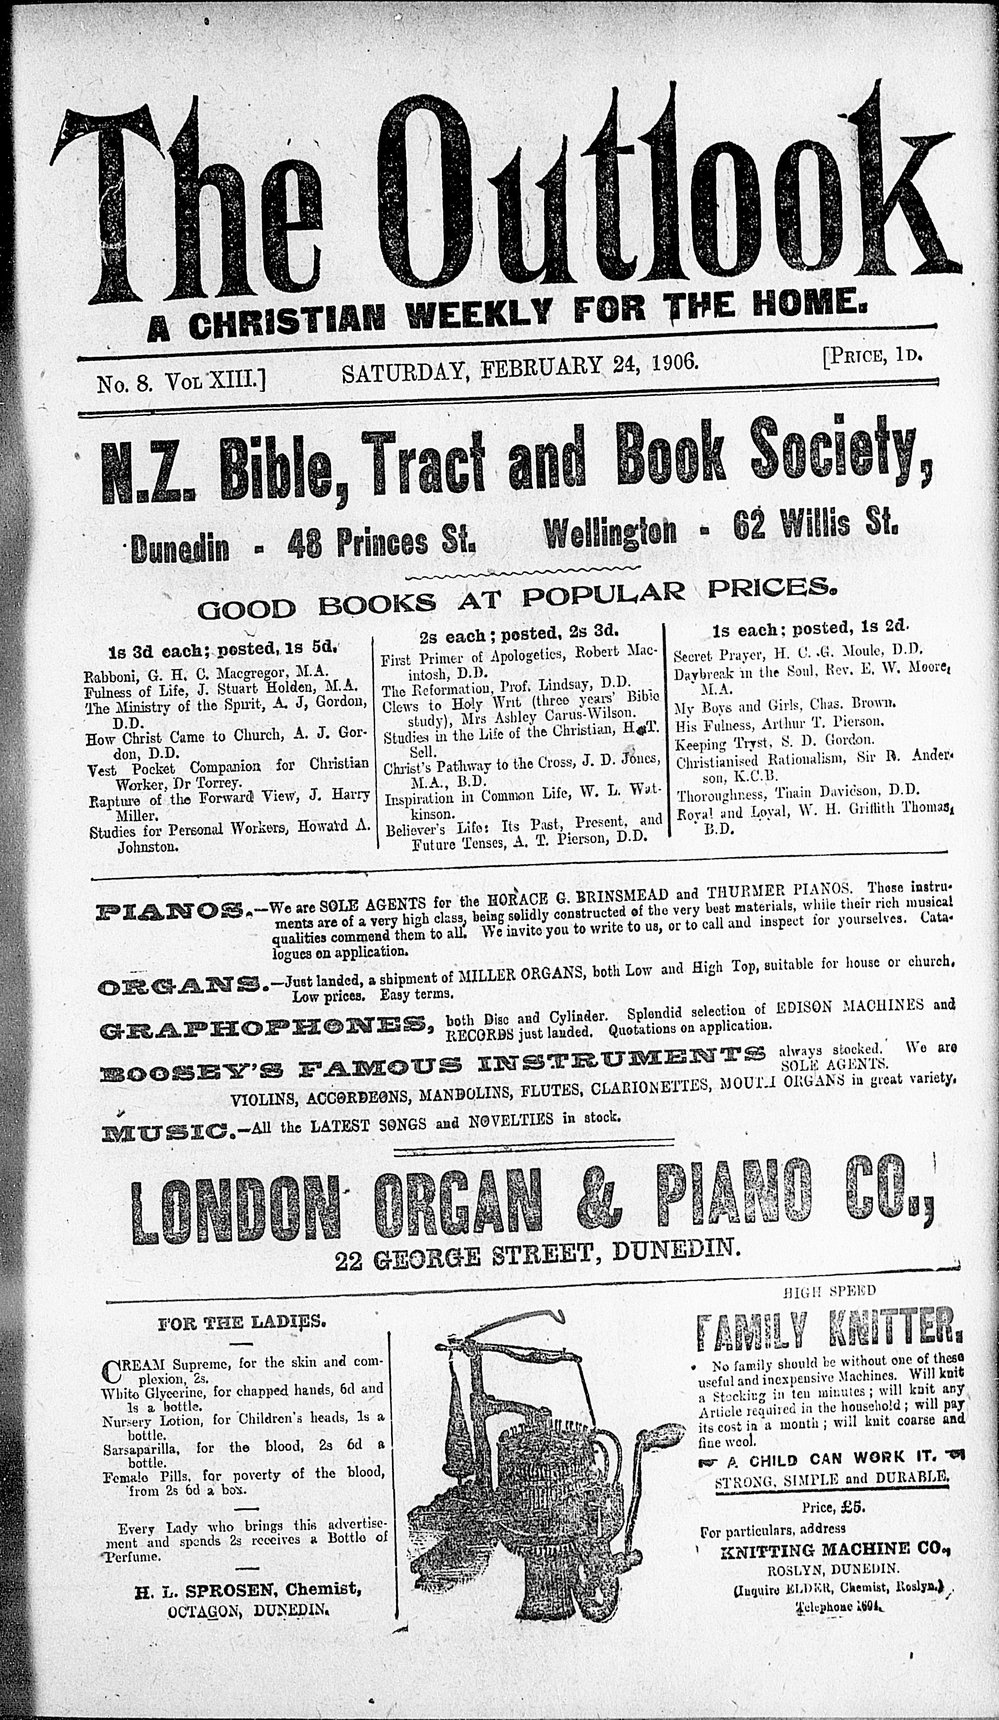 The Outlook
A CHRISTIAN WEEKLY FOR THE HOME.
No. 8. VOL XIII.]
SATURDAY, FEBRUARY 24, 1906.
[PRICE, 1D.
N.Z. Bible, Tract and Book Society,
Dunedin - 48 Princes St. Wellington - 62 Willis St.
GOOD BOOKS AT POPULAR PRICES.
1s 3d each; posted, 1s 5d.
Rabboni, G. H. C. Macgregor, M.A.
Fulness of Life, J. Stuart Holden, M.A.
The Ministry of the Spirit, A. J, Gordon,
D.D.
How Christ Came to Church, A. J. Gor-
don, D.D.
Vest Pocket Companion for Christian
Worker, Dr Torrey.
Rapture of the Forward View, J. Harry
Miller.
Studies for Personal Workers, Howard A.
Johnston.
2s each; posted, 2s 3d.
First Primer of Apologetics, Robert Mac-
intosh, D.D.
The Reformation, Prof. Lindsay, D.D.
Clews to Holy Writ (three years' Bible
study), Mrs Ashley Carus-Wilson.
Studies in the Life of the Christian, H. T.
Sell.
Christ's Pathway to the Cross, J. D. Jones,
M.A., B.D.
Inspiration in Common Life, W. L. Wat-
kinson.
Believer's Life: Its Past, Present, and
Future Tenses, A. T. Pierson, D.D.
1s each; posted, 1s 2d.
Secret Prayer, H. C. .G. Moule, D.D.
Daybreak in the Soul, Rev. E. W. Moore,
M.A.
My Boys and Girls, Chas. Brown.
His Fulness, Arthur T. Pierson.
Keeping Tryst, S. D. Gordon.
Christianised Rationalism, Sir R. Ander-
son, K.C.B.
Thoroughness, Thain Davidson, D.D.
Royal and Loyal, W. H. Griffith Thomas,
B.D.
PIANOS.—We are SOLE AGENTS for the HORACE G. BRINSMEAD and THURMER PIANOS. These instru-
ments are of a very high class, being solidly constructed of the very best materials, while their rich musical
qualities commend them to all. We invite you to write to us, or to call and inspect for yourselves. Cata-
logues on application.
ORGANS.—Just landed, a shipment of MILLER ORGANS, both Low and High Top, suitable for house or church.
Low prices. Easy terms.
GRAPHOPHONES, both Disc and Cylinder. Splendid selection of EDISON MACHINES and
RECORDS just landed. Quotations on application.
BOOSEY'S FAMOUS INSTRUMENTS always stocked. We are
SOLE AGENTS.
VIOLINS, ACCORDEONS, MANDOLINS, FLUTES, CLARIONETTES, MOUTH ORGANS in great variety.
MUSIC.—All the LATEST SONGS and NOVELTIES in stock.
LONDON ORGAN & PIANO CO.,
22 GEORGE STREET, DUNEDIN.
FOR THE LADIES.
CREAM Supreme, for the skin and com-
plexion, 2s.
White Glycerine, for chapped hands, 6d and
1s a bottle.
Nursery Lotion, for Children's heads, 1s a
bottle.
Sarsaparilla, for the blood, 2s 6d a
bottle.
Female Pills, for poverty of the blood,
from 2s 6d a box.
Every Lady who brings this advertise-
ment and spends 2s receives a Bottle of
Perfume.
H. L. SPROSEN, Chemist,
OCTAGON, DUNEDIN.
HIGH SPEED
FAMILY KNITTER.
No family should be without one of these
useful and inexpensive Machines. Will knit
a Stocking in ten minutes; will knit any
Article required in the household; will pay
its cost in a month; will knit coarse and
fine wool.
A CHILD CAN WORK IT.
STRONG, SIMPLE and DURABLE.
Price, £5.
For particulars, address
KNITTING MACHINE CO.,
ROSLYN, DUNEDIN.
(Inquire ELDER, Chemist, Roslyn.)
Telephone 1604.